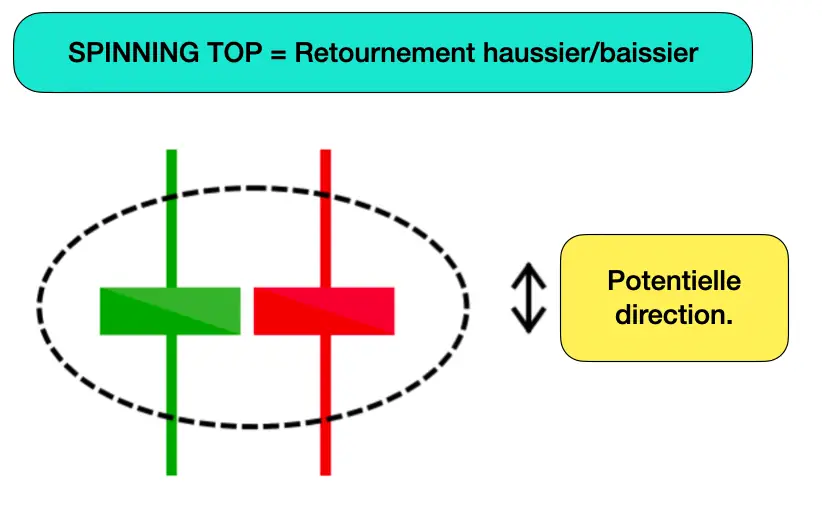 SPINNING TOP = Retournement haussier/baissier
Potentielle
direction.